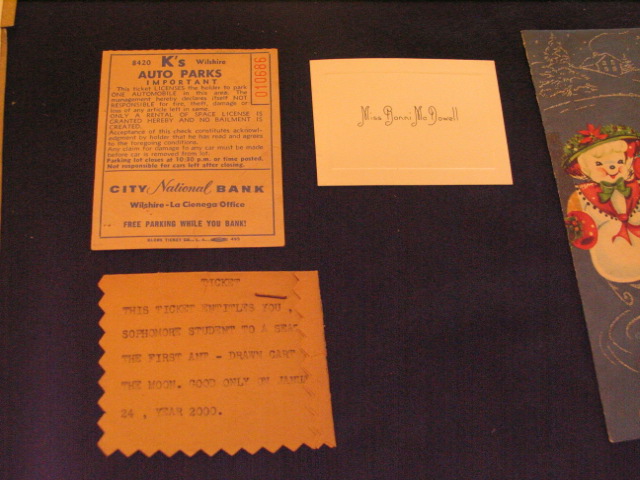 8420 K's Wilshire
AUTO PARKS
IMPORTANT
This ticket LICENSES the holder to park
ONE AUTOMOBILE in this area. The
management hereby declares itself NOT
RESPONSIBLE for fire, theft, damage or
loss of any article left in same.
ONLY A RENTAL OF SPACE LICENSE IS
GRANTED HEREBY AND NO BAILMENT IS
CREATED.
Acceptance of this check constitutes acknowl-
edgment by holder that he has read and agrees
to the foregoing conditions.
Any claim for damage to any car must be made
before car is removed from lot.
Parking lot closes at 10:30 p.m. or time posted.
Not responsible for cars left after closing.
010686
CITY National BANK
Wilshire - La Cienega Office
FREE PARKING WHILE YOU BANK!
Miss Bonni McDowell
TICKET
THIS TICKET ENTITLES YOU,
SOPHOMORE STUDENT TO A SEAT
THE FIRST ANT - DRAWN CART
THE MOON. GOOD ONLY ON
24, YEAR 2000.